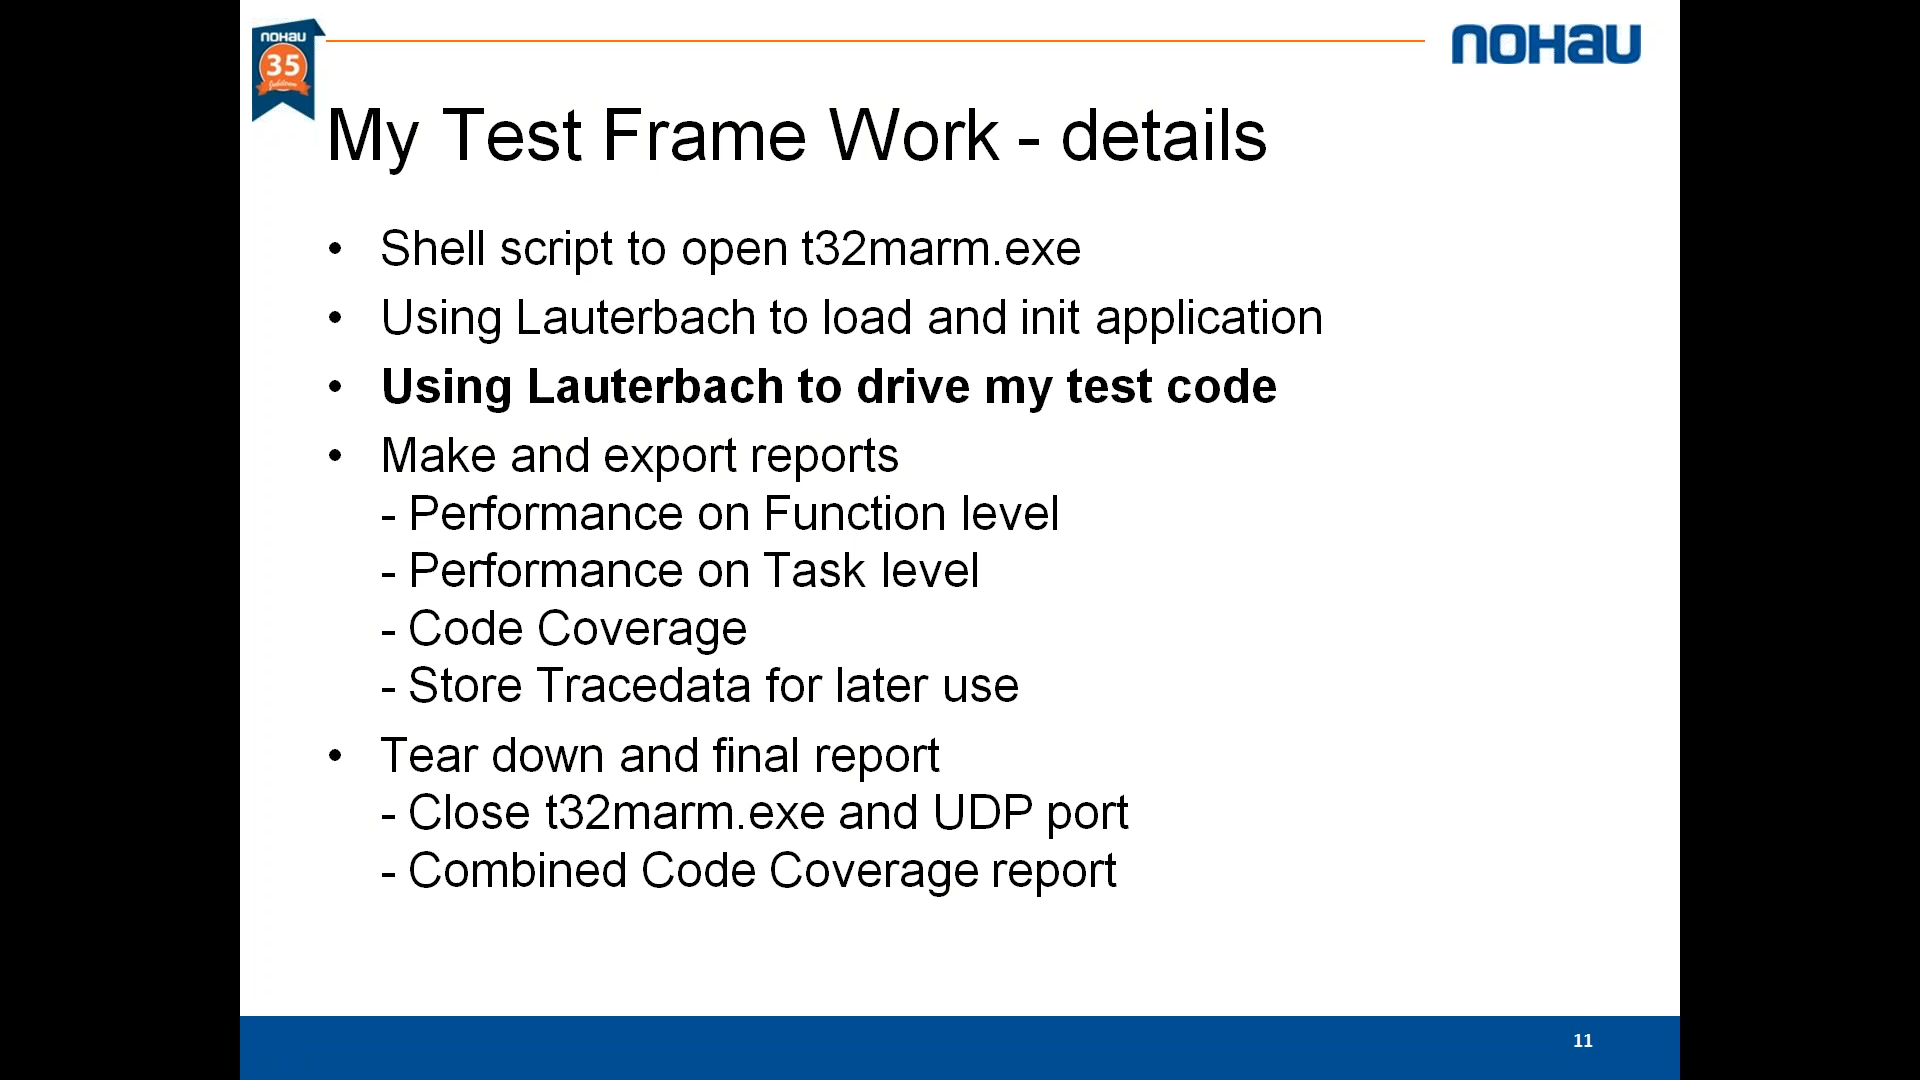 NOHAU
35
NOHAU
My Test Frame Work - details
• Shell script to open t32marm.exe
• Using Lauterbach to load and init application
• Using Lauterbach to drive my test code
• Make and export reports
- Performance on Function level
- Performance on Task level
- Code Coverage
- Store Tracedata for later use
• Tear down and final report
- Close t32marm.exe and UDP port
- Combined Code Coverage report
11